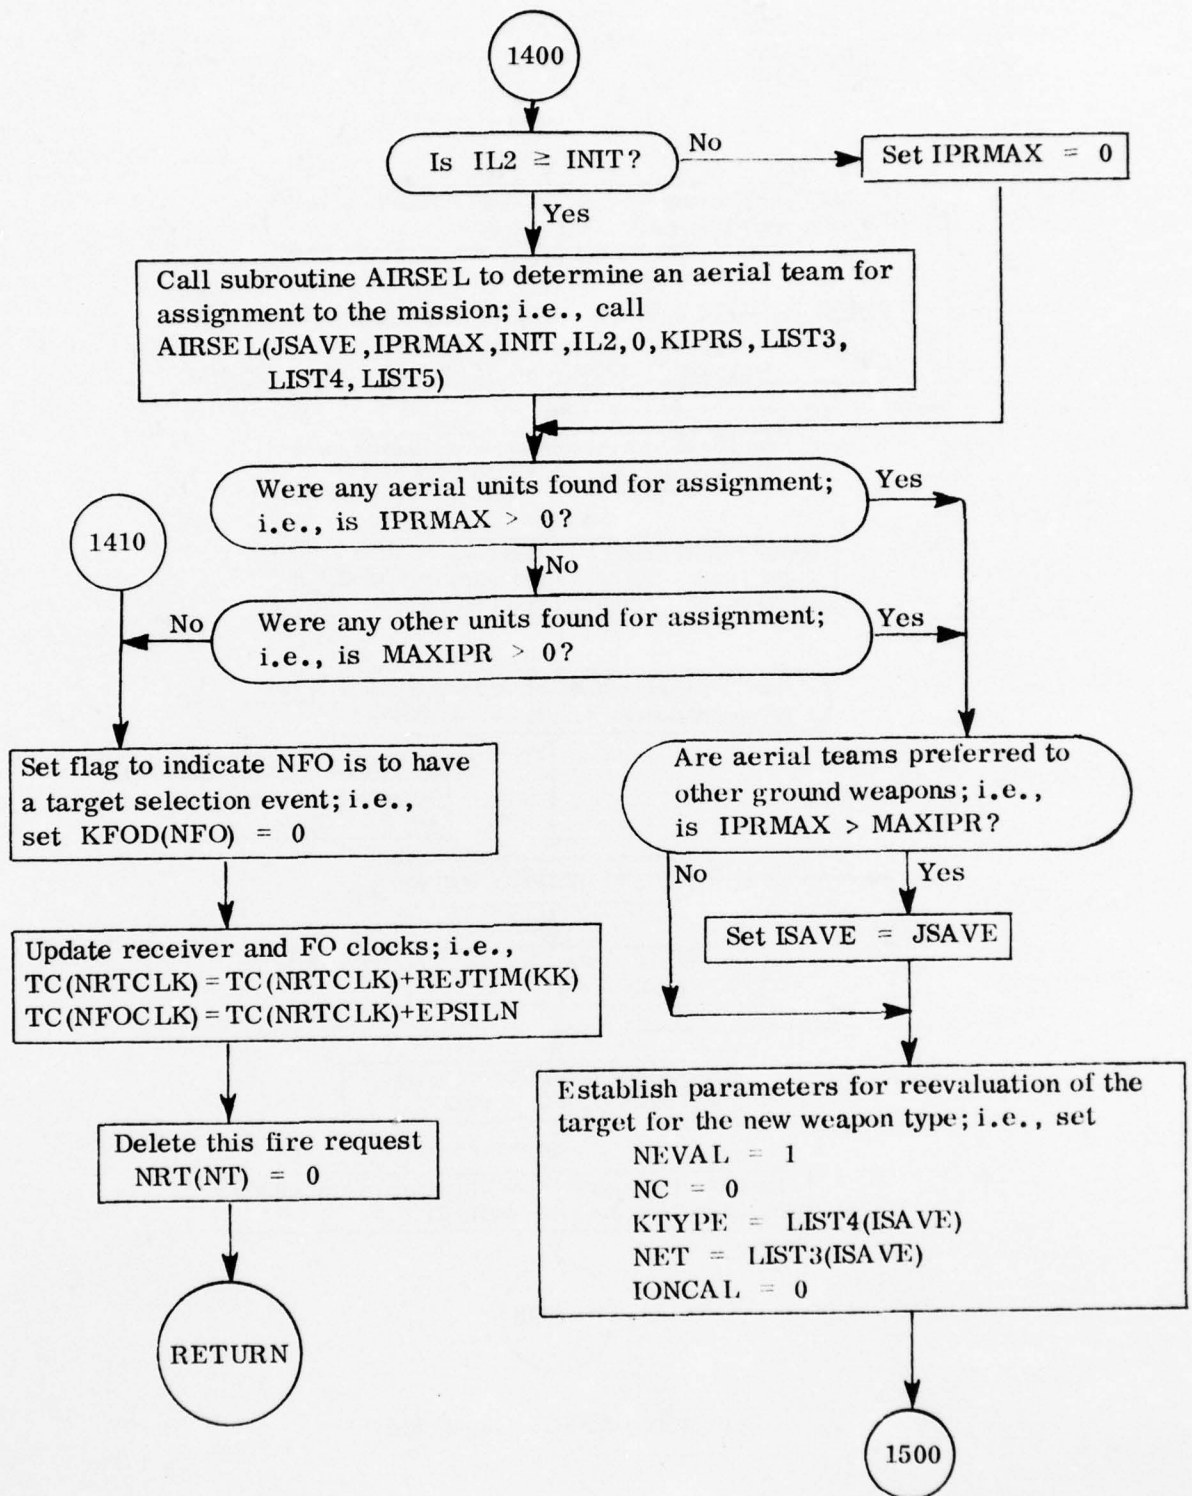 1400
Is IL2 ≥ INIT?
No
Set IPRMAX = 0
Yes
Call subroutine AIRSEL to determine an aerial team for
assignment to the mission; i.e., call
AIRSEL(JSAVE,IPRMAX,INIT,IL2,0,KIPRS,LIST3,
LIST4,LIST5)
Were any aerial units found for assignment;
i.e., is IPRMAX > 0?
Yes
No
1410
Were any other units found for assignment;
i.e., is MAXIPR > 0?
No
Yes
Set flag to indicate NFO is to have
a target selection event; i.e.,
set KFOD(NFO) = 0
Are aerial teams preferred to
other ground weapons; i.e.,
is IPRMAX > MAXIPR?
No
Yes
Set ISAVE = JSAVE
Update receiver and FO clocks; i.e.,
TC(NRTCLK) = TC(NRTCLK)+REJTIM(KK)
TC(NFOCLK) = TC(NRTCLK)+EPSILN
Delete this fire request
NRT(NT) = 0
RETURN
Establish parameters for reevaluation of the
target for the new weapon type; i.e., set
NEVAL = 1
NC = 0
KTYPE = LIST4(ISAVE)
NET = LIST3(ISAVE)
IONCAL = 0
1500